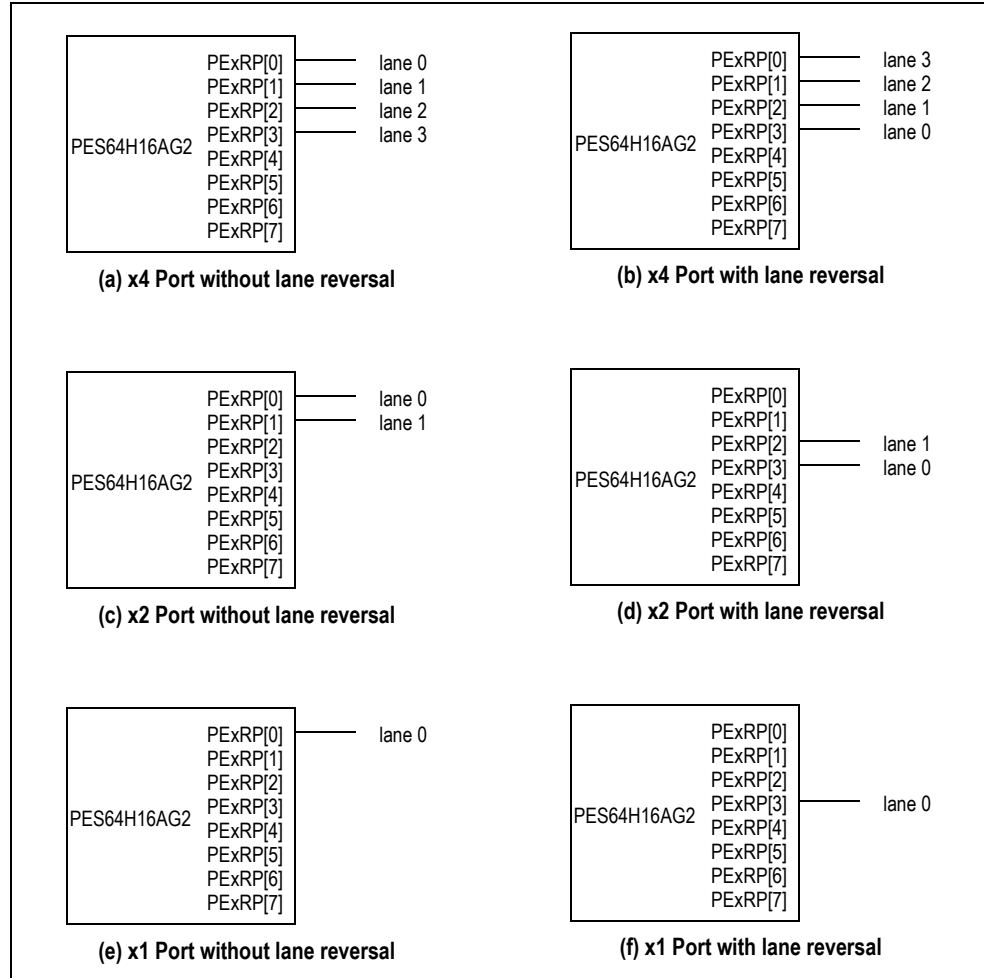 PES64H16AG2
PExRP[0] lane 0
PExRP[1] lane 1
PExRP[2] lane 2
PExRP[3] lane 3
PExRP[4]
PExRP[5]
PExRP[6]
PExRP[7]
(a) x4 Port without lane reversal
PES64H16AG2
PExRP[0] lane 3
PExRP[1] lane 2
PExRP[2] lane 1
PExRP[3] lane 0
PExRP[4]
PExRP[5]
PExRP[6]
PExRP[7]
(b) x4 Port with lane reversal
PES64H16AG2
PExRP[0] lane 0
PExRP[1] lane 1
PExRP[2]
PExRP[3]
PExRP[4]
PExRP[5]
PExRP[6]
PExRP[7]
(c) x2 Port without lane reversal
PES64H16AG2
PExRP[0]
PExRP[1]
PExRP[2] lane 1
PExRP[3] lane 0
PExRP[4]
PExRP[5]
PExRP[6]
PExRP[7]
(d) x2 Port with lane reversal
PES64H16AG2
PExRP[0] lane 0
PExRP[1]
PExRP[2]
PExRP[3]
PExRP[4]
PExRP[5]
PExRP[6]
PExRP[7]
(e) x1 Port without lane reversal
PES64H16AG2
PExRP[0]
PExRP[1]
PExRP[2]
PExRP[3] lane 0
PExRP[4]
PExRP[5]
PExRP[6]
PExRP[7]
(f) x1 Port with lane reversal